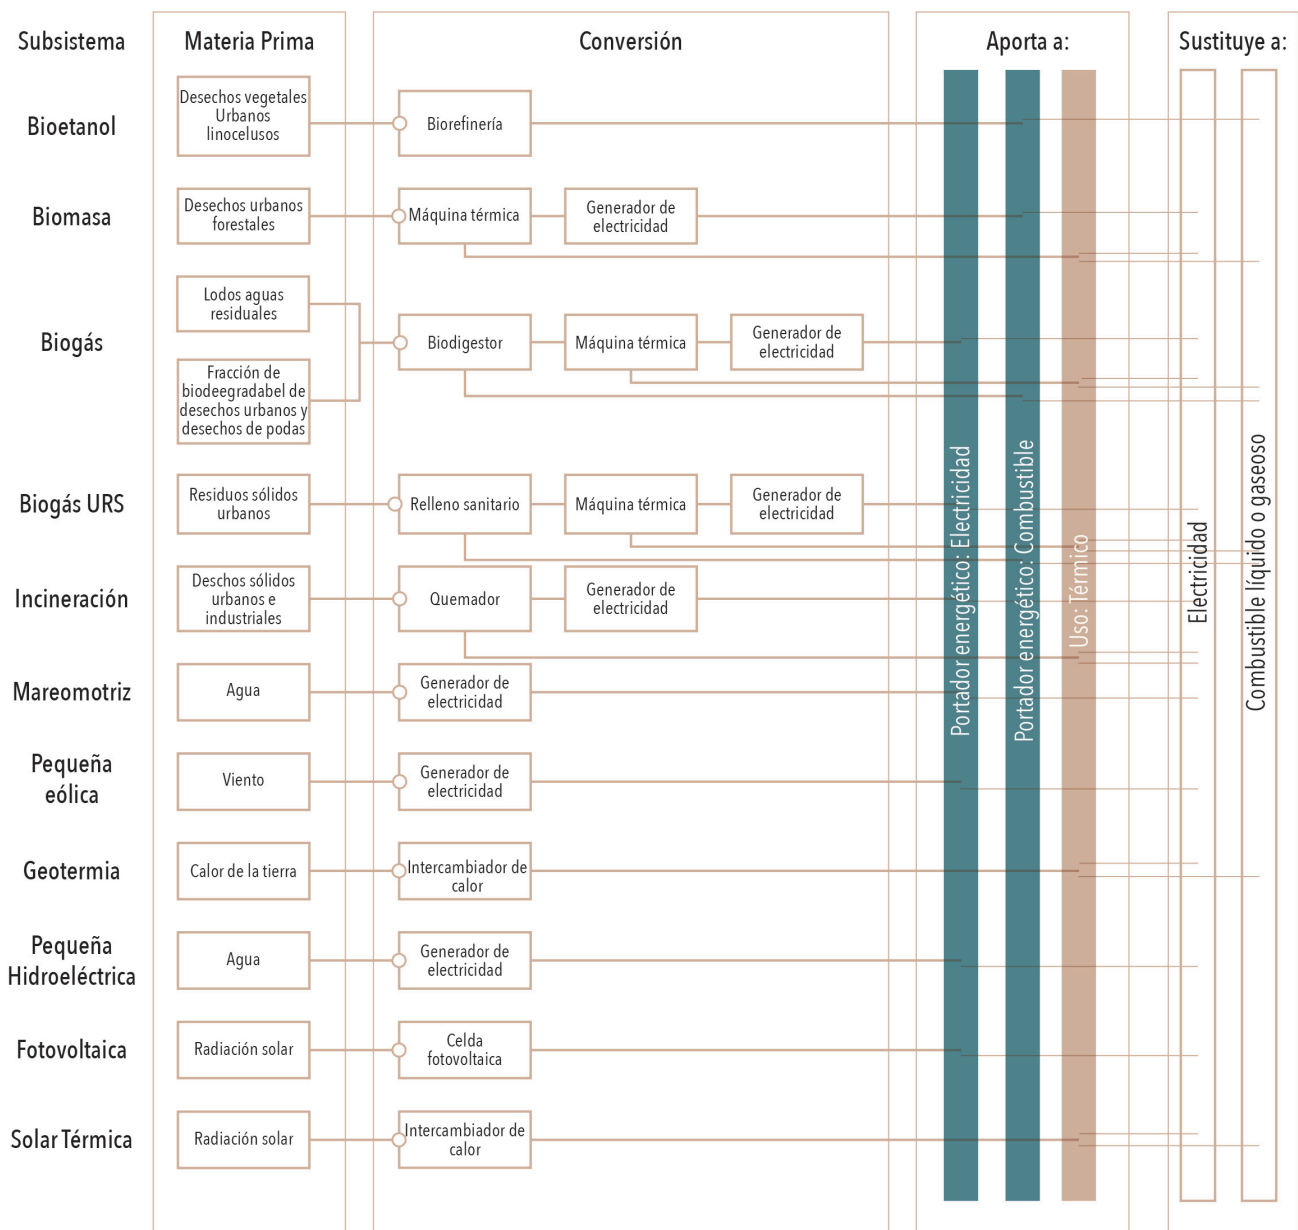 Subsistema
Materia Prima
Conversión
Aporta a:
Sustituye a:
Bioetanol
Desechos vegetales
Urbanos
linocelusos
Biorefinería
Biomasa
Desechos urbanos
forestales
Máquina térmica
Generador de
electricidad
Biogás
Lodos aguas
residuales
Fracción de
biodeegradabel de
desechos urbanos y
desechos de podas
Biodigestor
Máquina térmica
Generador de
electricidad
Biogás URS
Residuos sólidos
urbanos
Relleno sanitario
Máquina térmica
Generador de
electricidad
Incineración
Deschos sólidos
urbanos e
industriales
Quemador
Generador de
electricidad
Mareomotriz
Agua
Generador de
electricidad
Pequeña
eólica
Viento
Generador de
electricidad
Geotermia
Calor de la tierra
Intercambiador de
calor
Pequeña
Hidroeléctrica
Agua
Generador de
electricidad
Fotovoltaica
Radiación solar
Celda
fotovoltaica
Solar Térmica
Radiación solar
Intercambiador de
calor
Portador energético: Electricidad
Portador energético: Combustible
Uso: Térmico
Electricidad
Combustible líquido o gaseoso